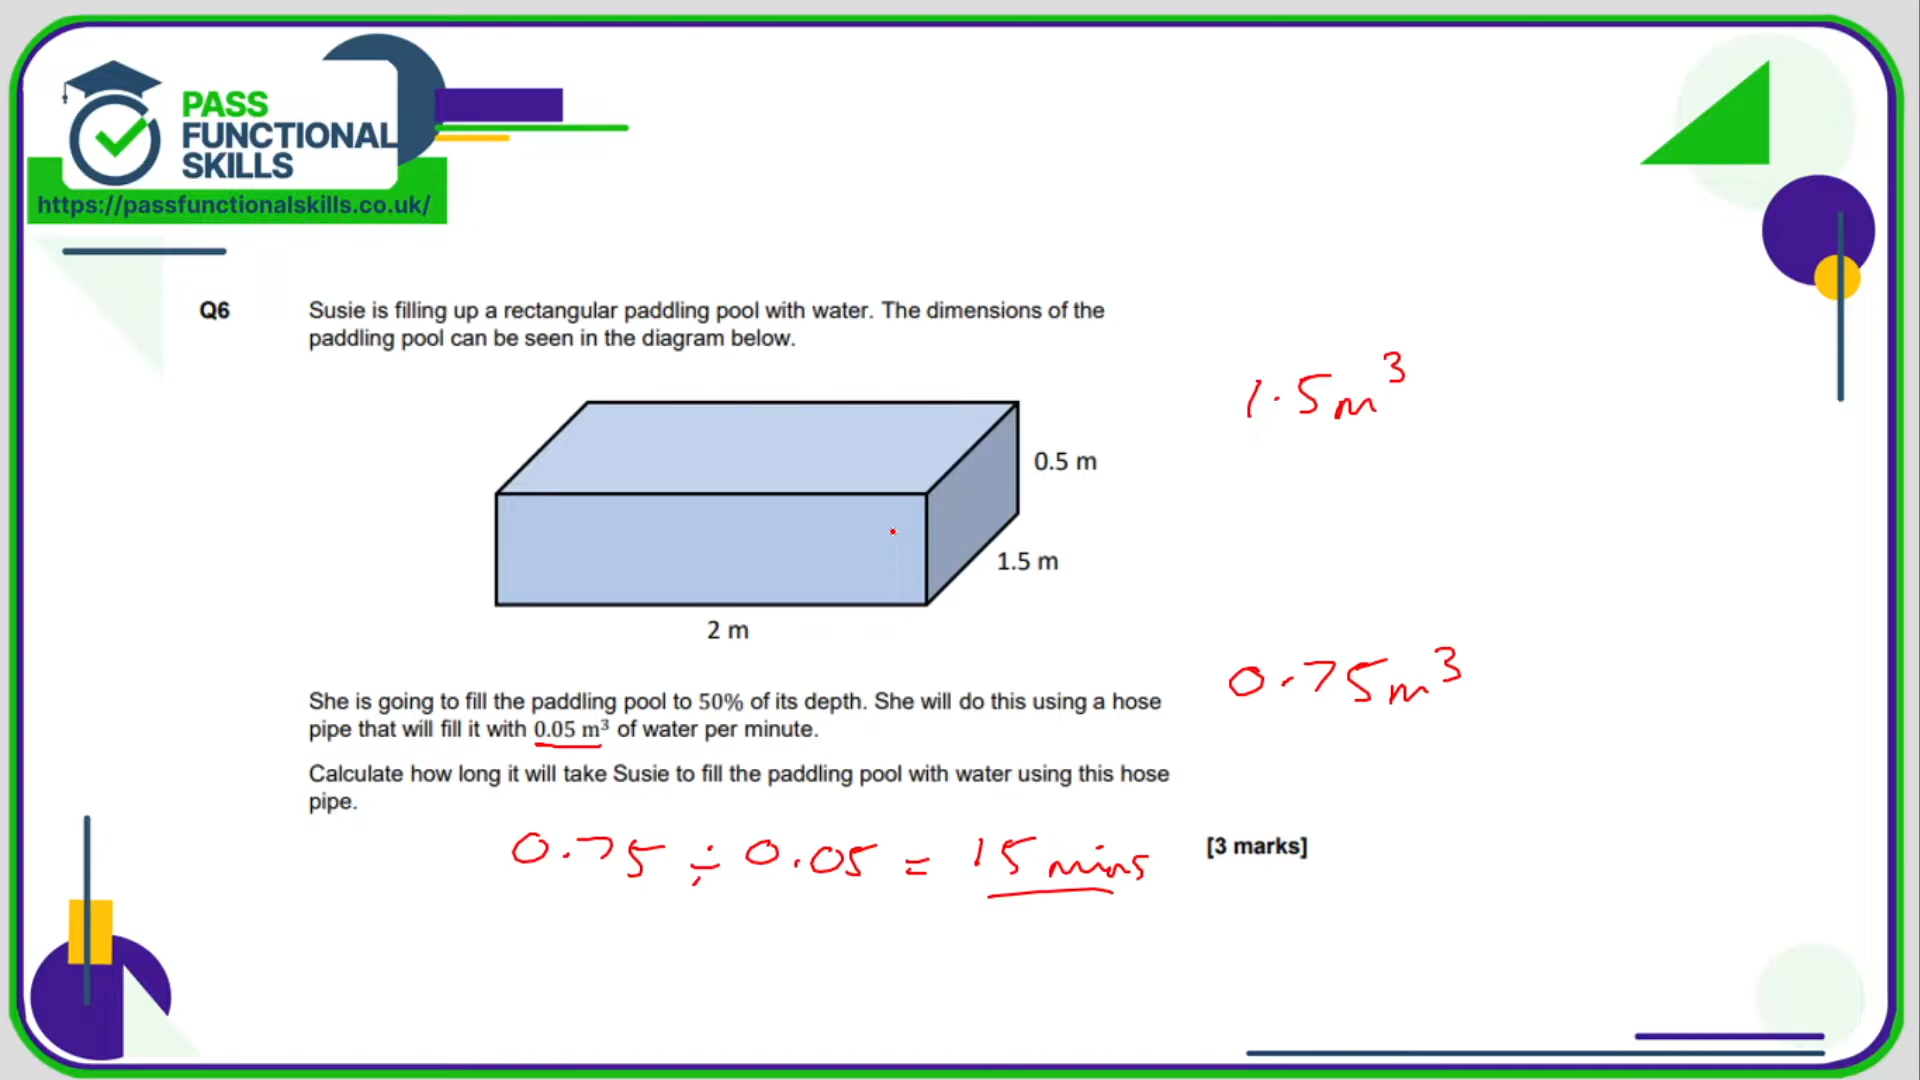 PASS
FUNCTIONAL
SKILLS
https://passfunctionalskills.co.uk/
Q6
Susie is filling up a rectangular paddling pool with water. The dimensions of the
paddling pool can be seen in the diagram below.
1.5m³
0.5 m
1.5 m
2 m
0.75m³
She is going to fill the paddling pool to 50% of its depth. She will do this using a hose
pipe that will fill it with 0.05 m³ of water per minute.
Calculate how long it will take Susie to fill the paddling pool with water using this hose
pipe.
0.75 ÷ 0.05 = 15 mins
[3 marks]